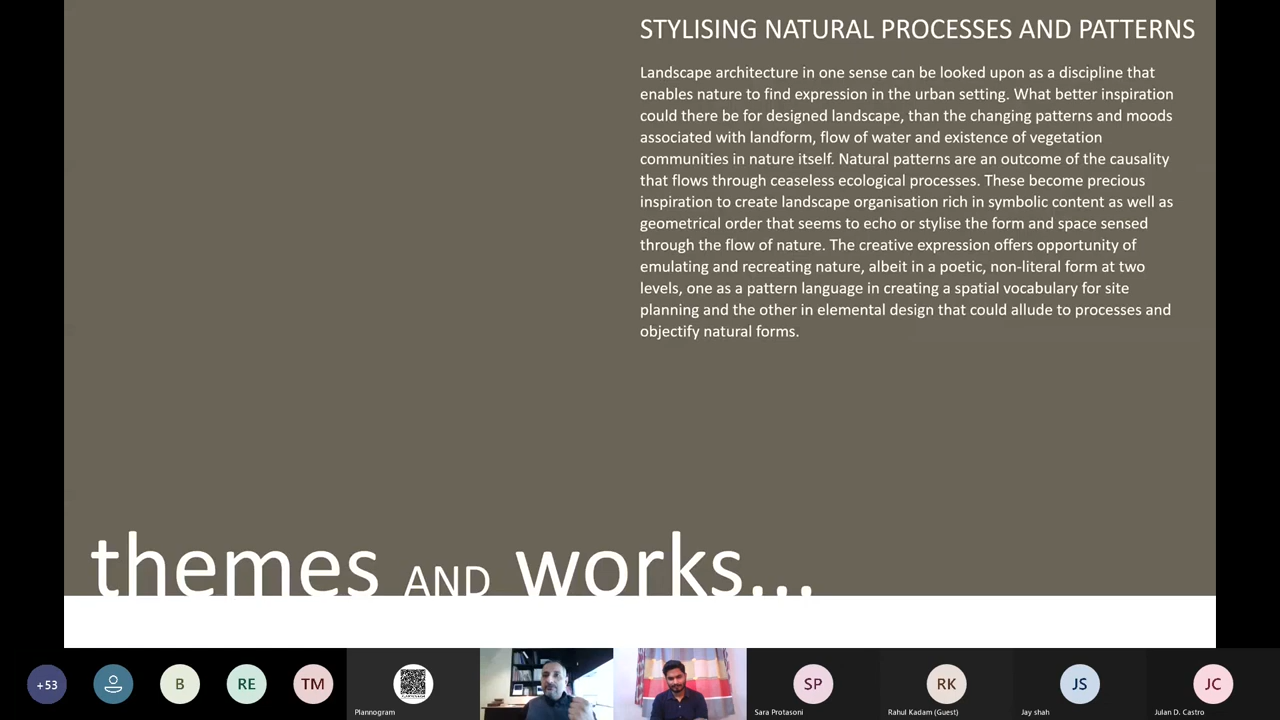 STYLISING NATURAL PROCESSES AND PATTERNS
Landscape architecture in one sense can be looked upon as a discipline that
enables nature to find expression in the urban setting. What better inspiration
could there be for designed landscape, than the changing patterns and moods
associated with landform, flow of water and existence of vegetation
communities in nature itself. Natural patterns are an outcome of the causality
that flows through ceaseless ecological processes. These become precious
inspiration to create landscape organisation rich in symbolic content as well as
geometrical order that seems to echo or stylise the form and space sensed
through the flow of nature. The creative expression offers opportunity of
emulating and recreating nature, albeit in a poetic, non-literal form at two
levels, one as a pattern language in creating a spatial vocabulary for site
planning and the other in elemental design that could allude to processes and
objectify natural forms.
themes AND works...
+53
B
RE
TM
Plannogram
SP
Sara Protasoni
RK
Rahul Kadam (Guest)
JS
Jay shah
JC
Julan D. Castro